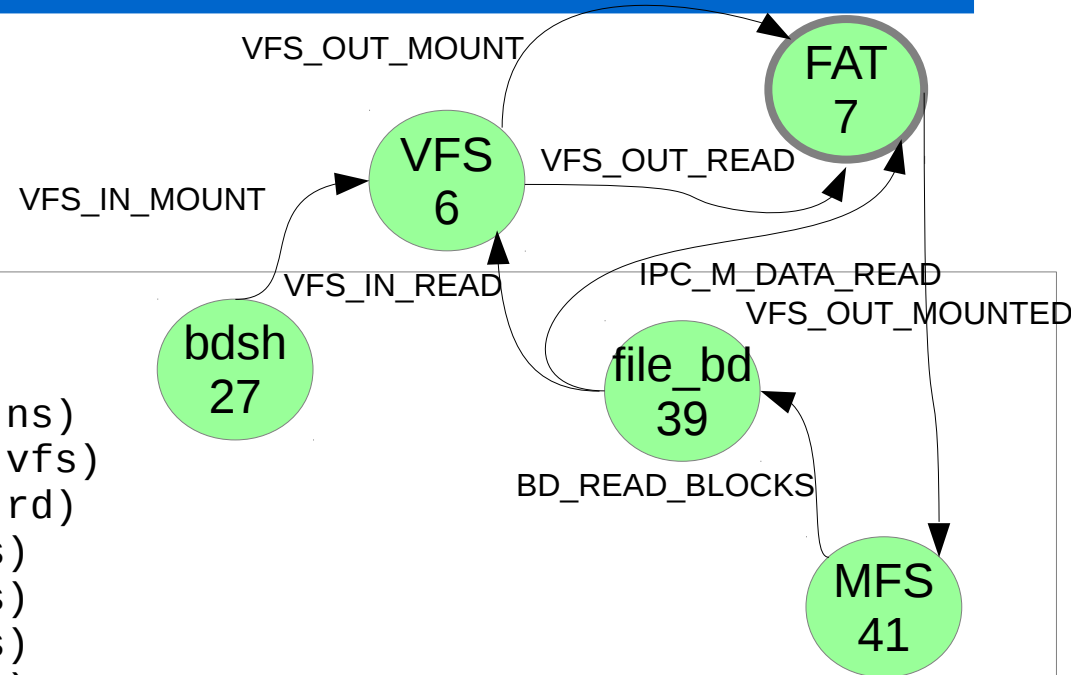 VFS_OUT_MOUNT
FAT
7
VFS
6
VFS_OUT_READ
VFS_IN_MOUNT
IPC_M_DATA_READ
VFS_IN_READ
VFS_OUT_MOUNTED
bdsh
27
file_bd
39
ns)
vfs)
rd)
BD_READ_BLOCKS
s)
s)
MFS
41
s)